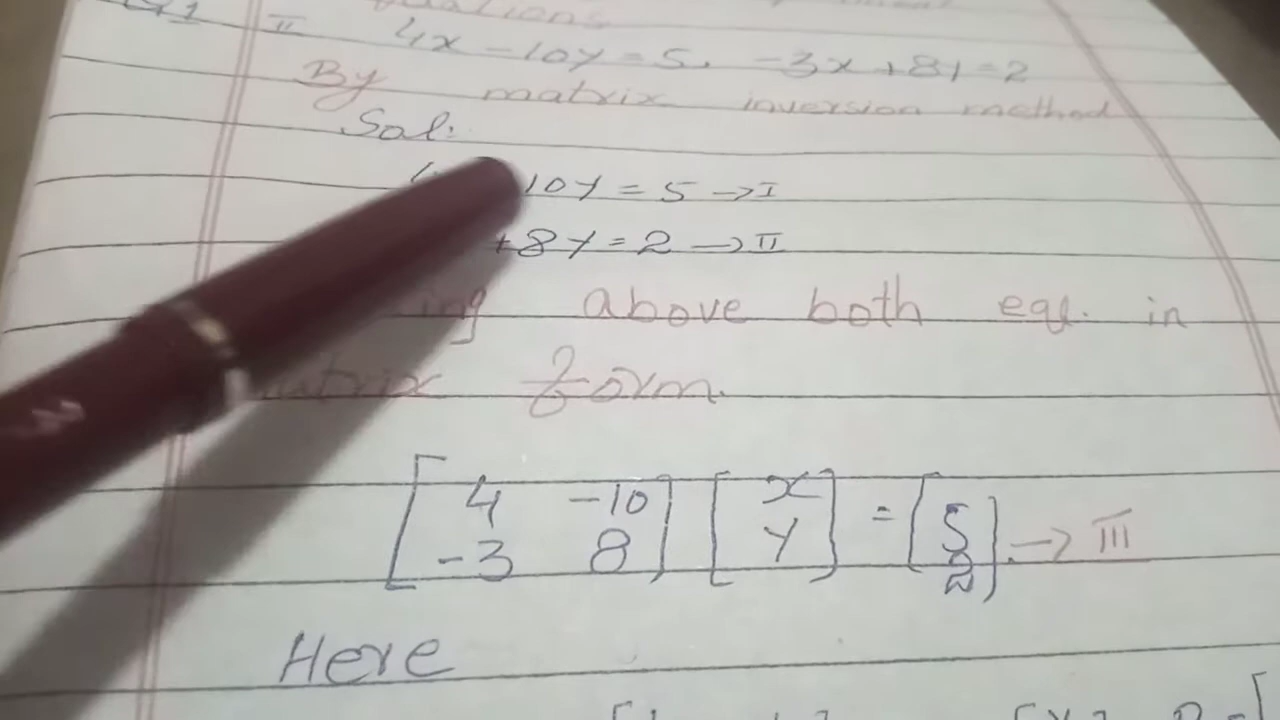 II 4x -10y = 5, -3x +8y = 2
By matrix inversion method
Sol:
10y = 5 → I
+8y = 2 → II
above both eq. in
form.
[4 -10] [x] = [5] → III
[-3 8] [y] [2]
Here